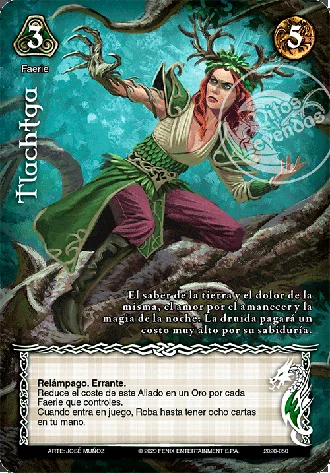 3
5
Faerie
Mitos y
Leyendas
Tlachtga
El saber de la tierra y el dolor de la
misma, el amor por el amanecer y la
magia de la noche. La druida pagará un
costo muy alto por su sabiduría.
Relámpago. Errante.
Reduce el coste de este Aliado en un Oro por cada
Faerie que controles.
Cuando entra en juego, Roba hasta tener ocho cartas
en tu mano.
ARTE: JOSÉ MUÑOZ
© 2020 FENIX ENTERTAINMENT S.P.A.